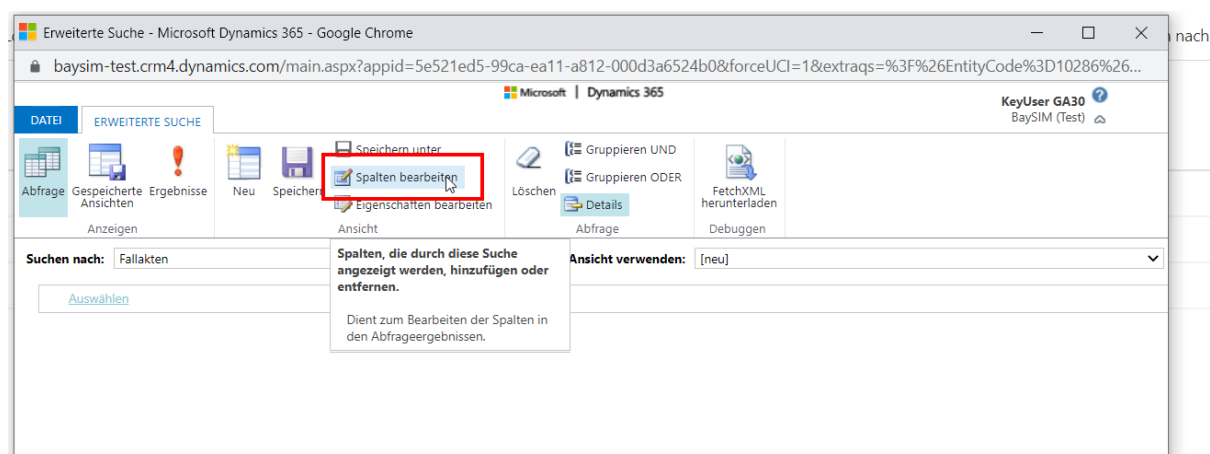 Erweiterte Suche - Microsoft Dynamics 365 - Google Chrome
n nach
baysim-test.crm4.dynamics.com/main.aspx?appid=5e521ed5-99ca-ea11-a812-000d3a6524b0&forceUCI=1&extraqs=%3F%26EntityCode%3D10286%26...
Microsoft | Dynamics 365
KeyUser GA30
BaySIM (Test)
DATEI ERWEITERTE SUCHE
Speichern unter
Gruppieren UND
Spalten bearbeiten
Gruppieren ODER
Abfrage Gespeicherte Ansichten Ergebnisse Neu Speichern
Eigenschaften bearbeiten
Löschen
Details
FetchXML herunterladen
Anzeigen Ansicht Abfrage Debuggen
Suchen nach: Fallakten
Ansicht verwenden: [neu]
Auswählen
Spalten, die durch diese Suche
angezeigt werden, hinzufügen oder
entfernen.
Dient zum Bearbeiten der Spalten in
den Abfrageergebnissen.